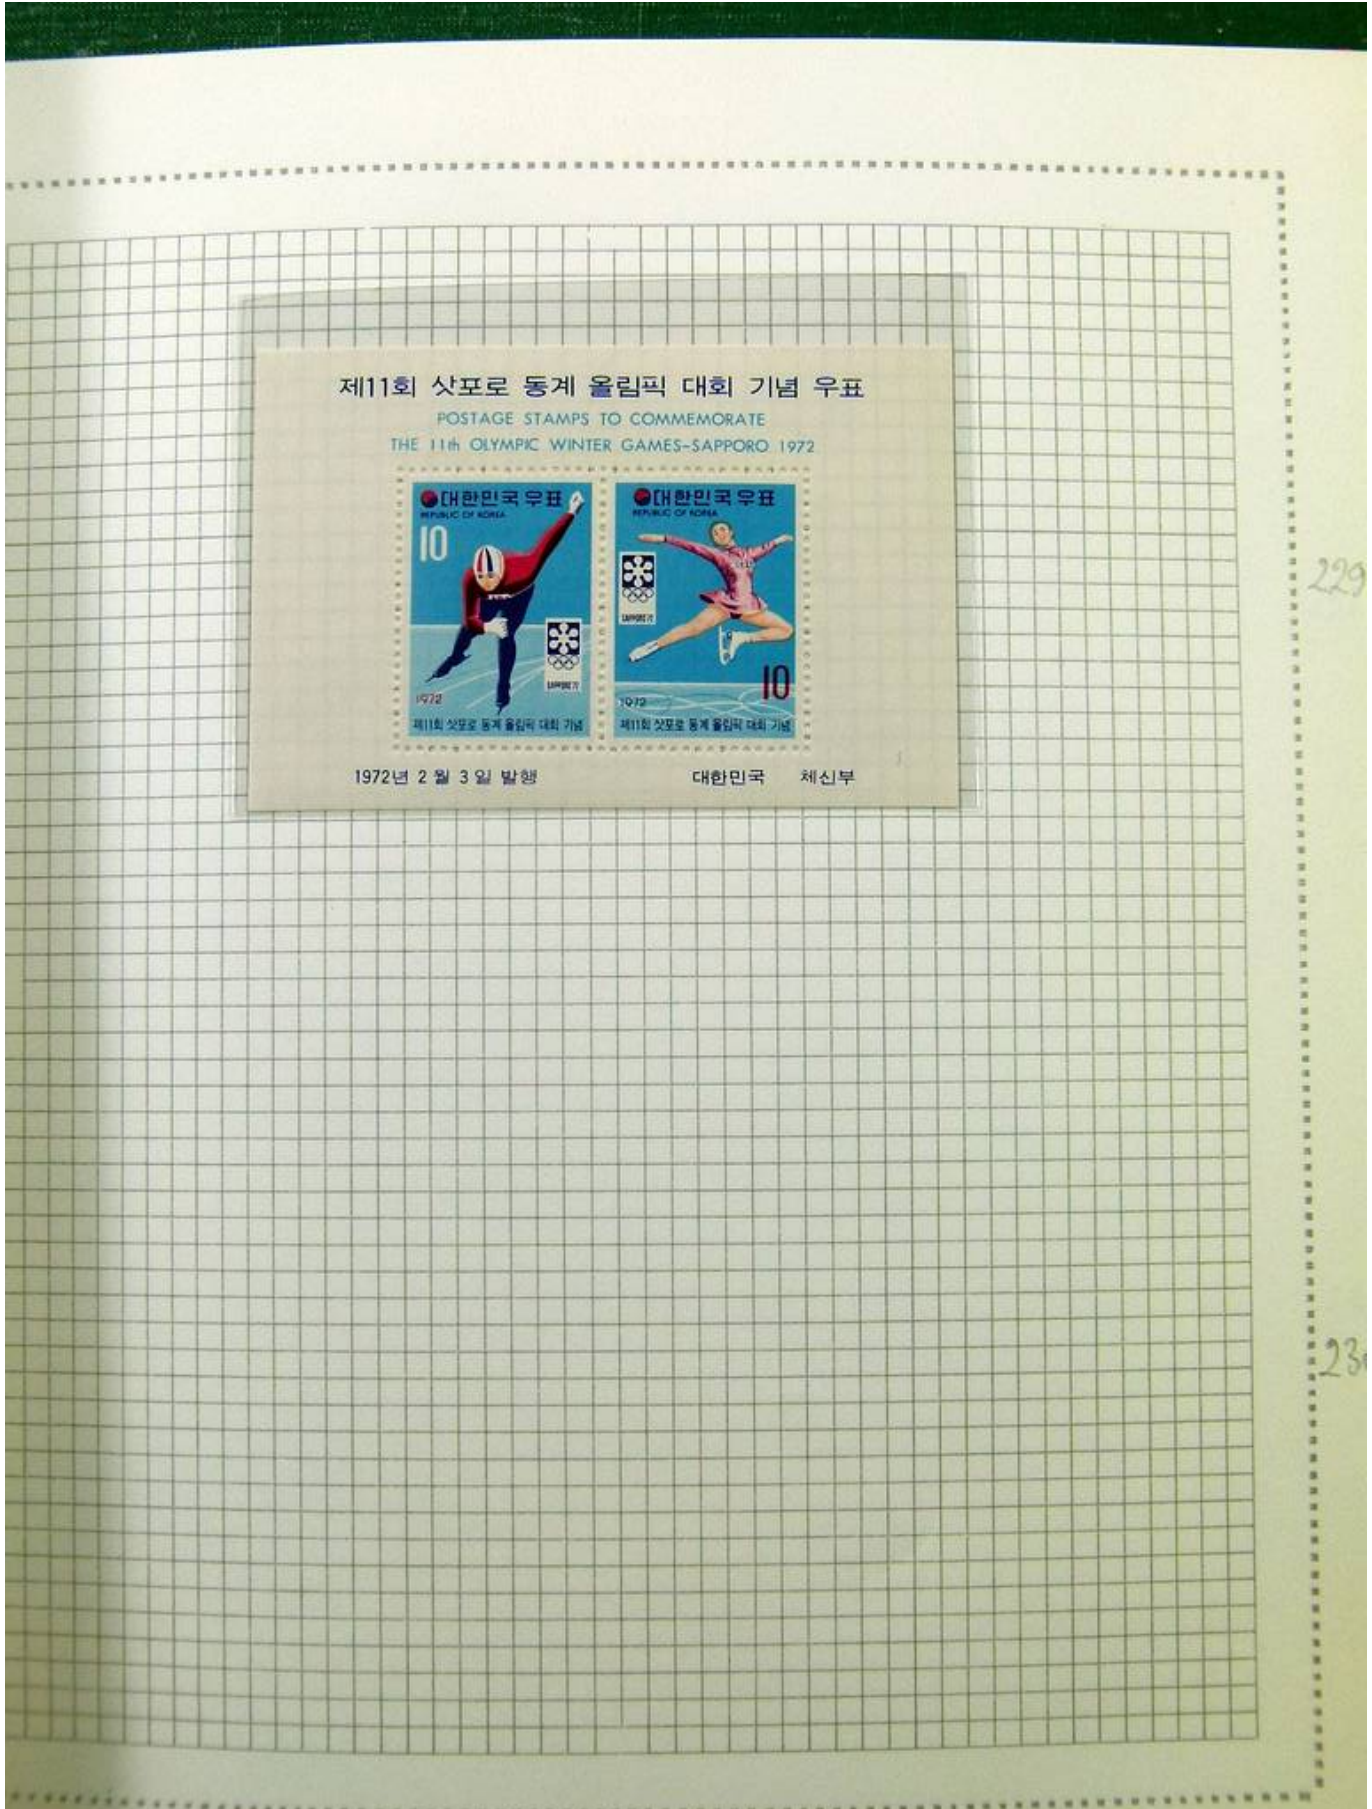 제11회 삿포로 동계 올림픽 대회 기념 우표
POSTAGE STAMPS TO COMMEMORATE
THE 11th OLYMPIC WINTER GAMES-SAPPORO 1972
대한민국우표
REPUBLIC OF KOREA
10
SAPPORO'72
1972
제11회 삿포로 동계 올림픽 대회 기념
대한민국우표
REPUBLIC OF KOREA
SAPPORO'72
10
1972
제11회 삿포로 동계 올림픽 대회 기념
1972년 2월 3일 발행
대한민국 체신부
229